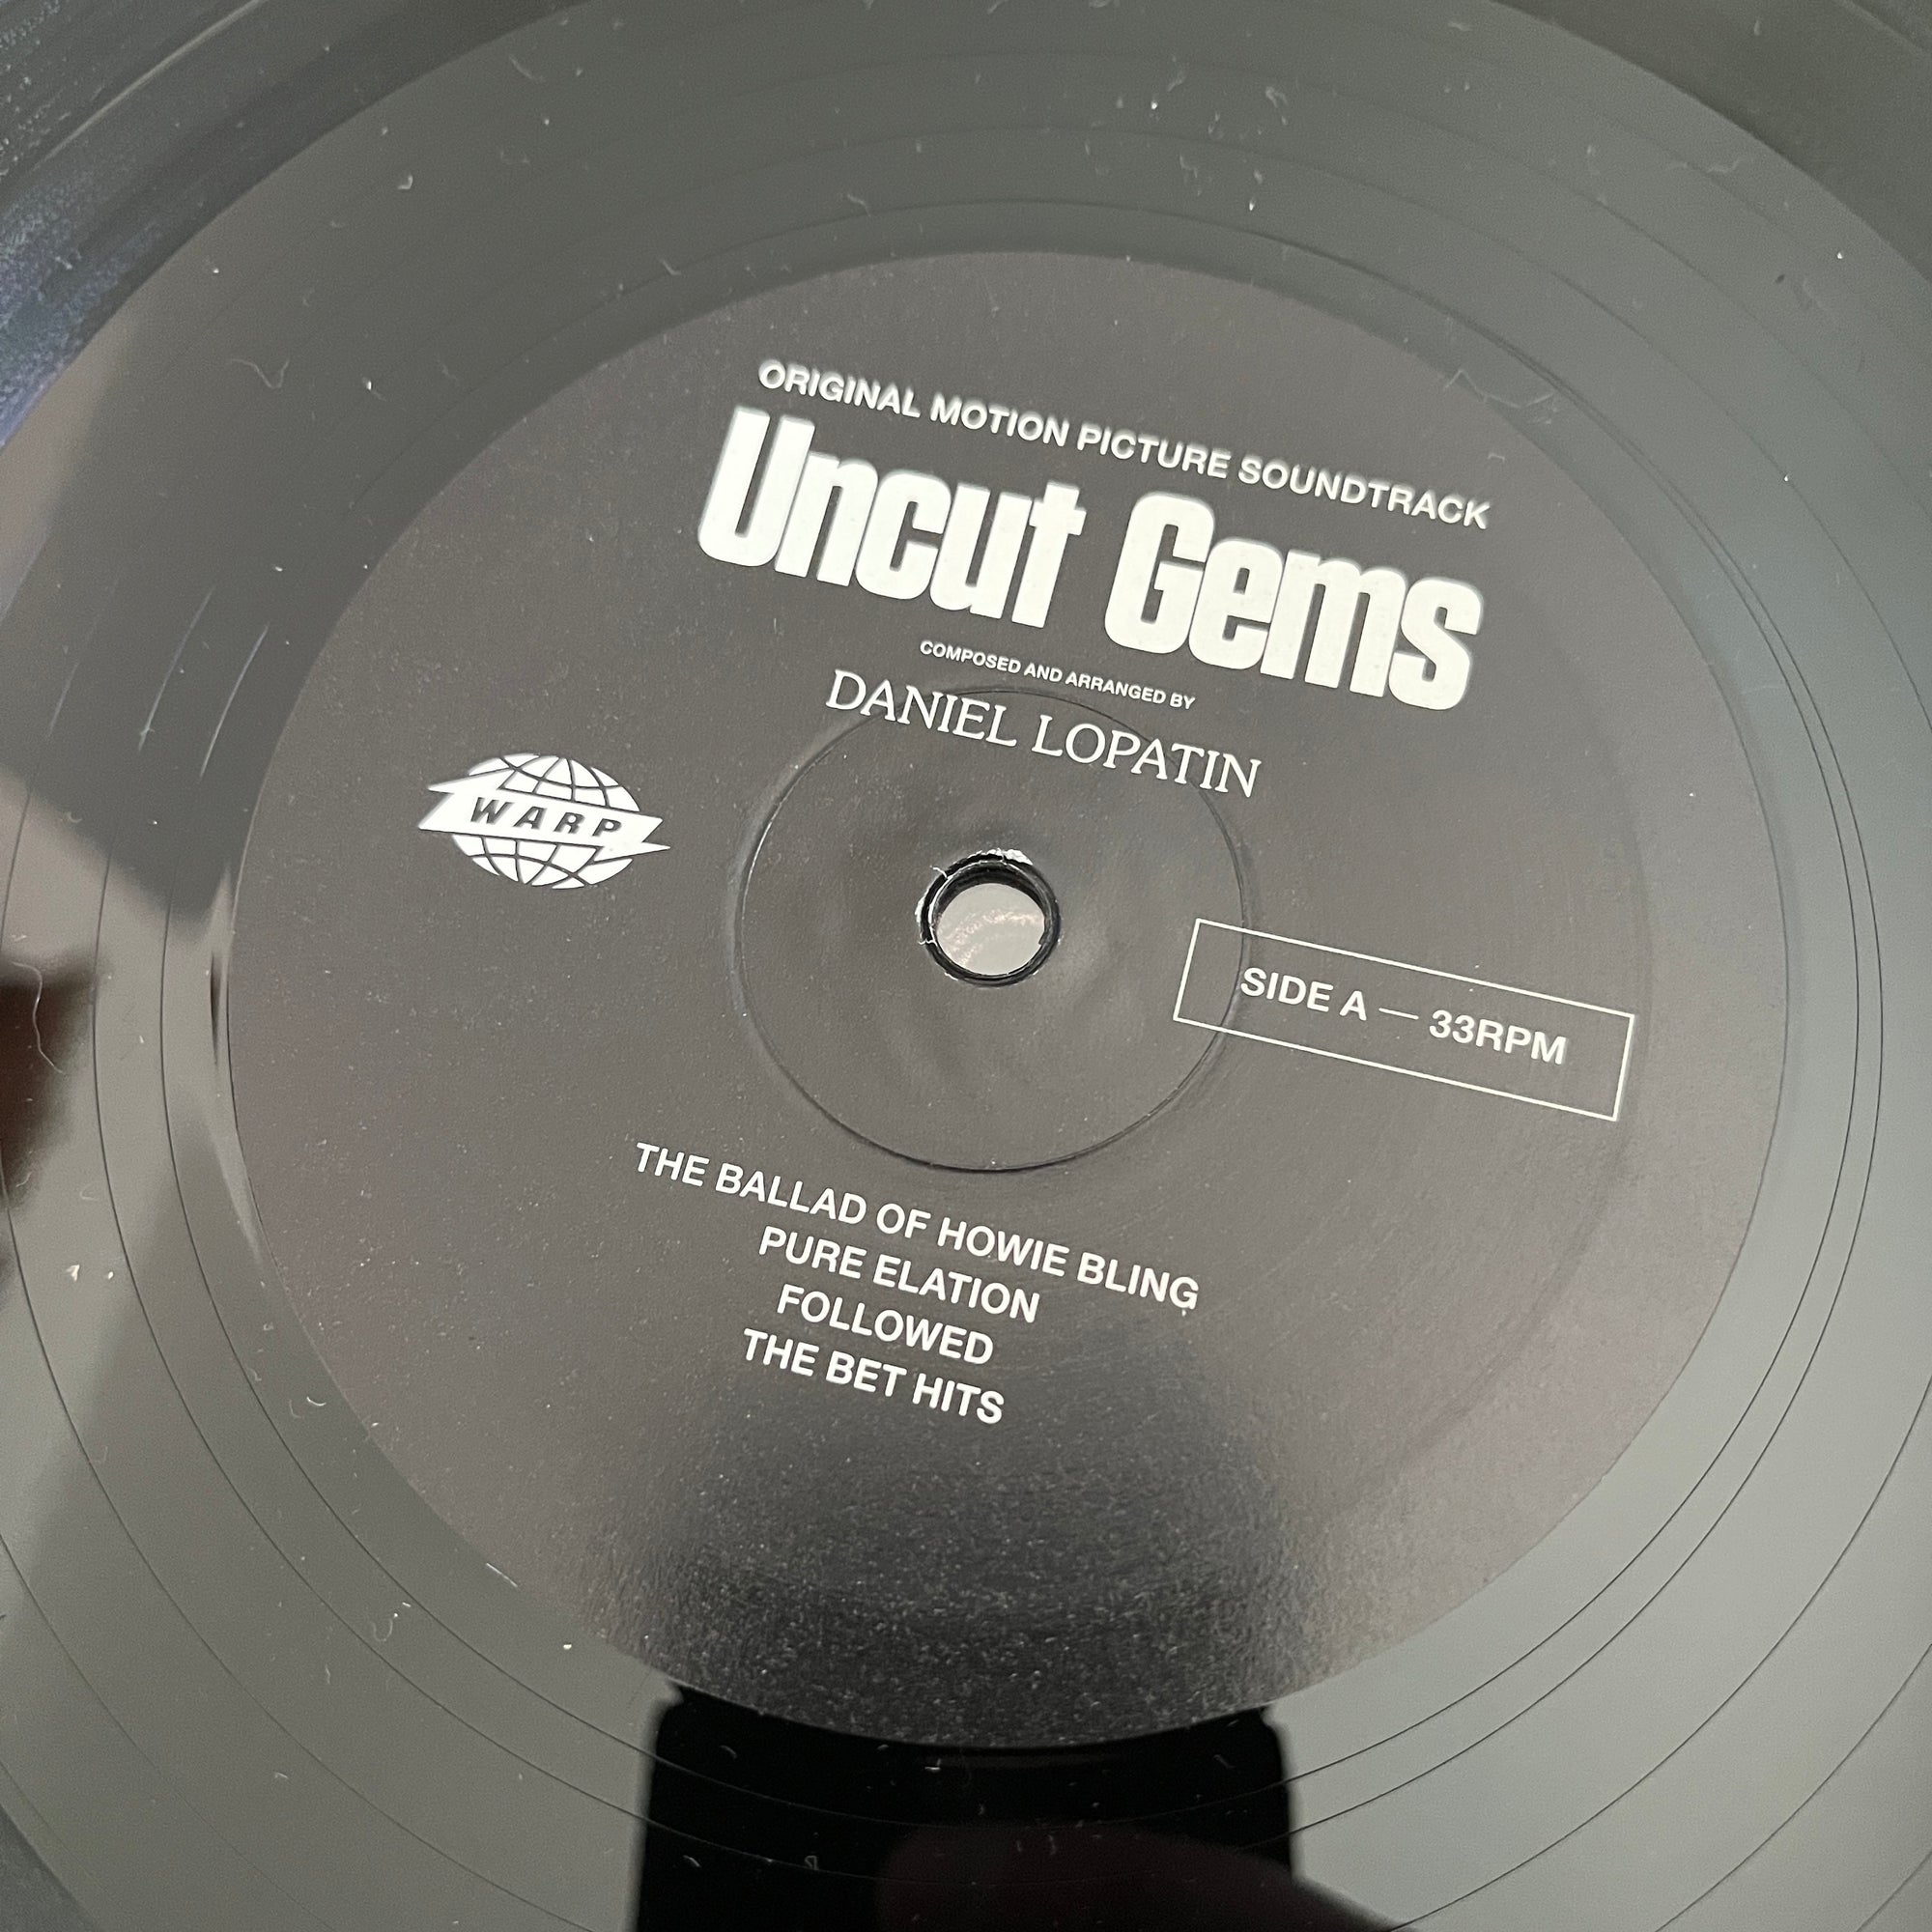 ORIGINAL MOTION PICTURE SOUNDTRACK
Uncut Gems
COMPOSED AND ARRANGED BY
DANIEL LOPATIN
WARP
SIDE A — 33RPM
THE BALLAD OF HOWIE BLING
PURE ELATION
FOLLOWED
THE BET HITS